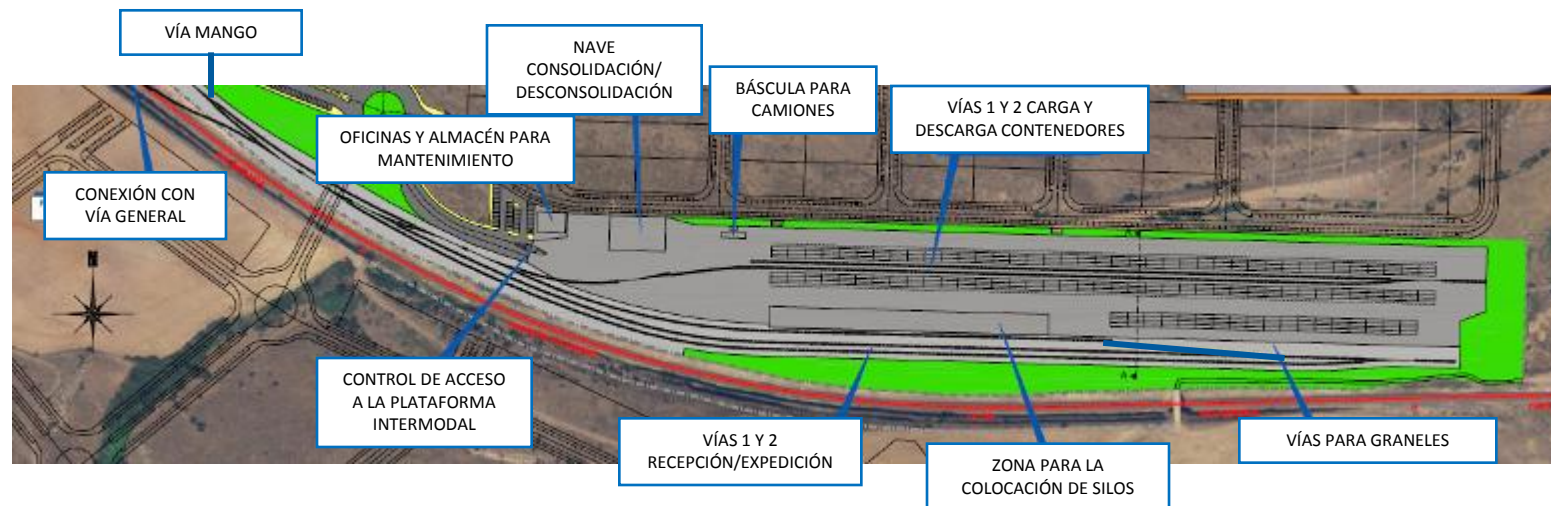 VÍA MANGO
NAVE
CONSOLIDACIÓN/
DESCONSOLIDACIÓN
BÁSCULA PARA
CAMIONES
VÍAS 1 Y 2 CARGA Y
DESCARGA CONTENEDORES
OFICINAS Y ALMACÉN PARA
MANTENIMIENTO
CONEXIÓN CON
VÍA GENERAL
N
CONTROL DE ACCESO
A LA PLATAFORMA
INTERMODAL
VÍAS 1 Y 2
RECEPCIÓN/EXPEDICIÓN
ZONA PARA LA
COLOCACIÓN DE SILOS
VÍAS PARA GRANELES